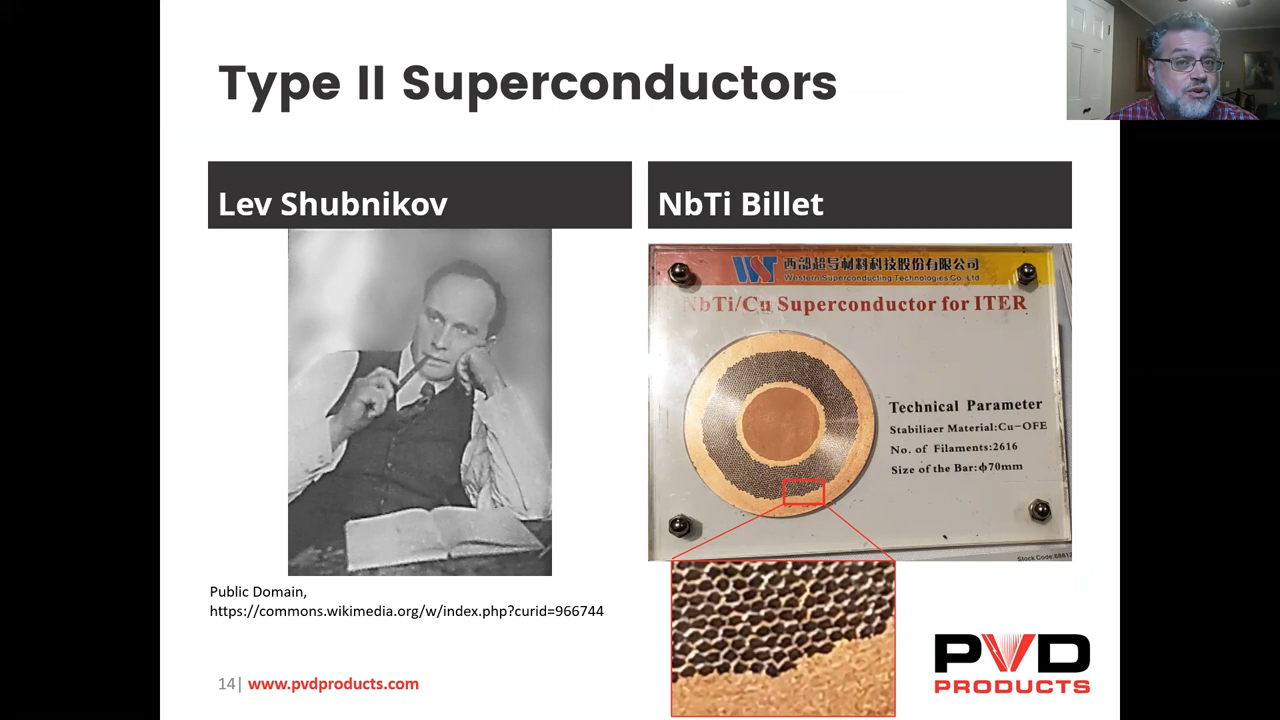 Type II Superconductors
Lev Shubnikov
NbTi Billet
WST 西部超导材料科技股份有限公司
Western Superconducting Technologies Co. Ltd
NbTi/Cu Superconductor for ITER
Technical Parameter
Stabiliaer Material:Cu-OFE
No. of Filaments:2616
Size of the Bar:ϕ70mm
Stock Code:
Public Domain,
https://commons.wikimedia.org/w/index.php?curid=966744
14| www.pvdproducts.com
PVD
PRODUCTS